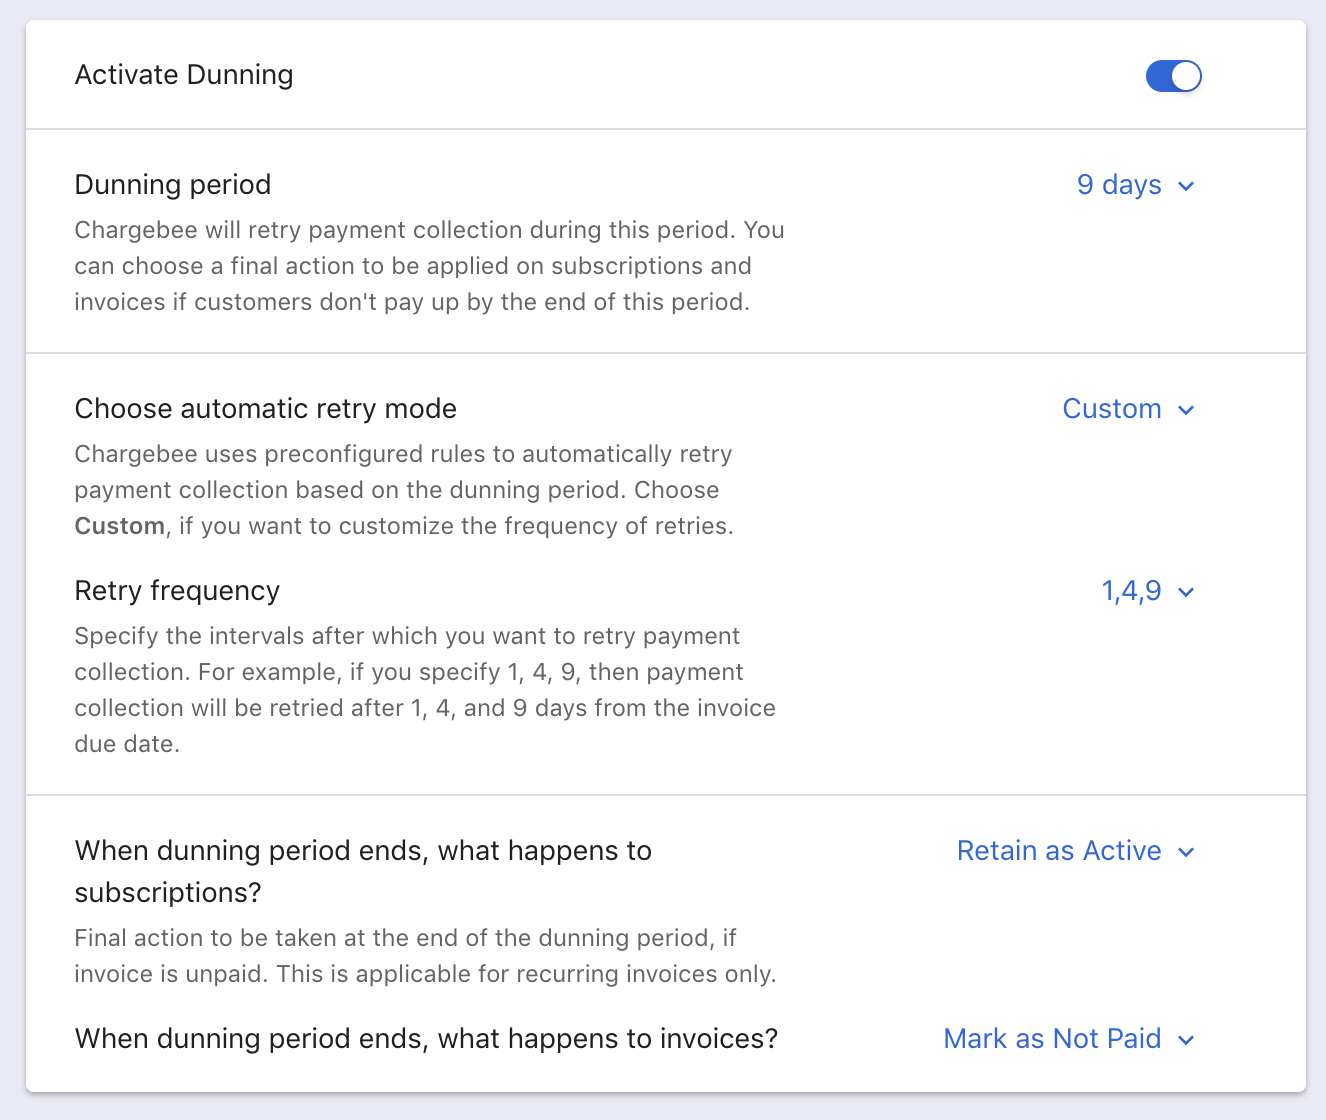 Activate Dunning
Dunning period
9 days
Chargebee will retry payment collection during this period. You
can choose a final action to be applied on subscriptions and
invoices if customers don't pay up by the end of this period.
Choose automatic retry mode
Custom
Chargebee uses preconfigured rules to automatically retry
payment collection based on the dunning period. Choose
Custom, if you want to customize the frequency of retries.
Retry frequency
1,4,9
Specify the intervals after which you want to retry payment
collection. For example, if you specify 1, 4, 9, then payment
collection will be retried after 1, 4, and 9 days from the invoice
due date.
When dunning period ends, what happens to
subscriptions?
Retain as Active
Final action to be taken at the end of the dunning period, if
invoice is unpaid. This is applicable for recurring invoices only.
When dunning period ends, what happens to invoices?
Mark as Not Paid